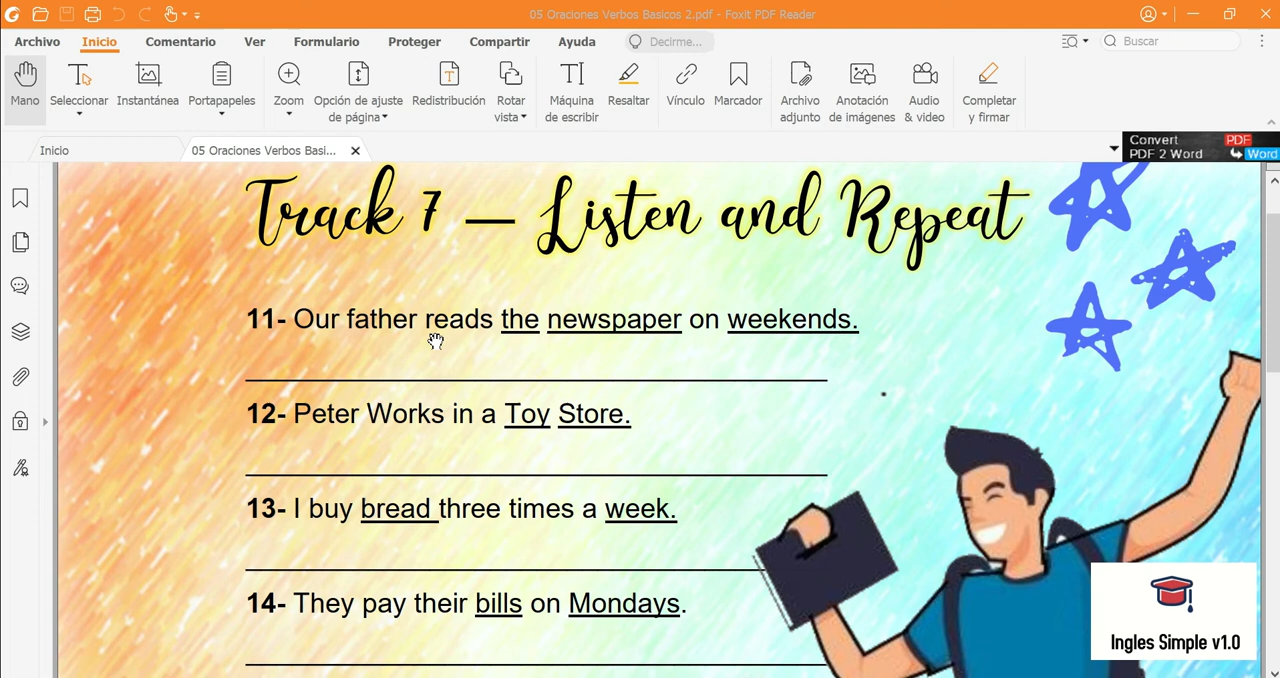 05 Oraciones Verbos Basicos 2.pdf - Foxit PDF Reader
Archivo Inicio Comentario Ver Formulario Proteger Compartir Ayuda Decirme... Buscar
Mano Seleccionar Instantánea Portapapeles Zoom Opción de ajuste de página Redistribución Rotar vista Máquina de escribir Resaltar Vínculo Marcador Archivo adjunto Anotación de imágenes Audio & video Completar y firmar
Inicio 05 Oraciones Verbos Basi...
Convert PDF
PDF 2 Word Word
Track 7 — Listen and Repeat
11- Our father reads the newspaper on weekends.
12- Peter Works in a Toy Store.
13- I buy bread three times a week.
14- They pay their bills on Mondays.
Ingles Simple v1.0